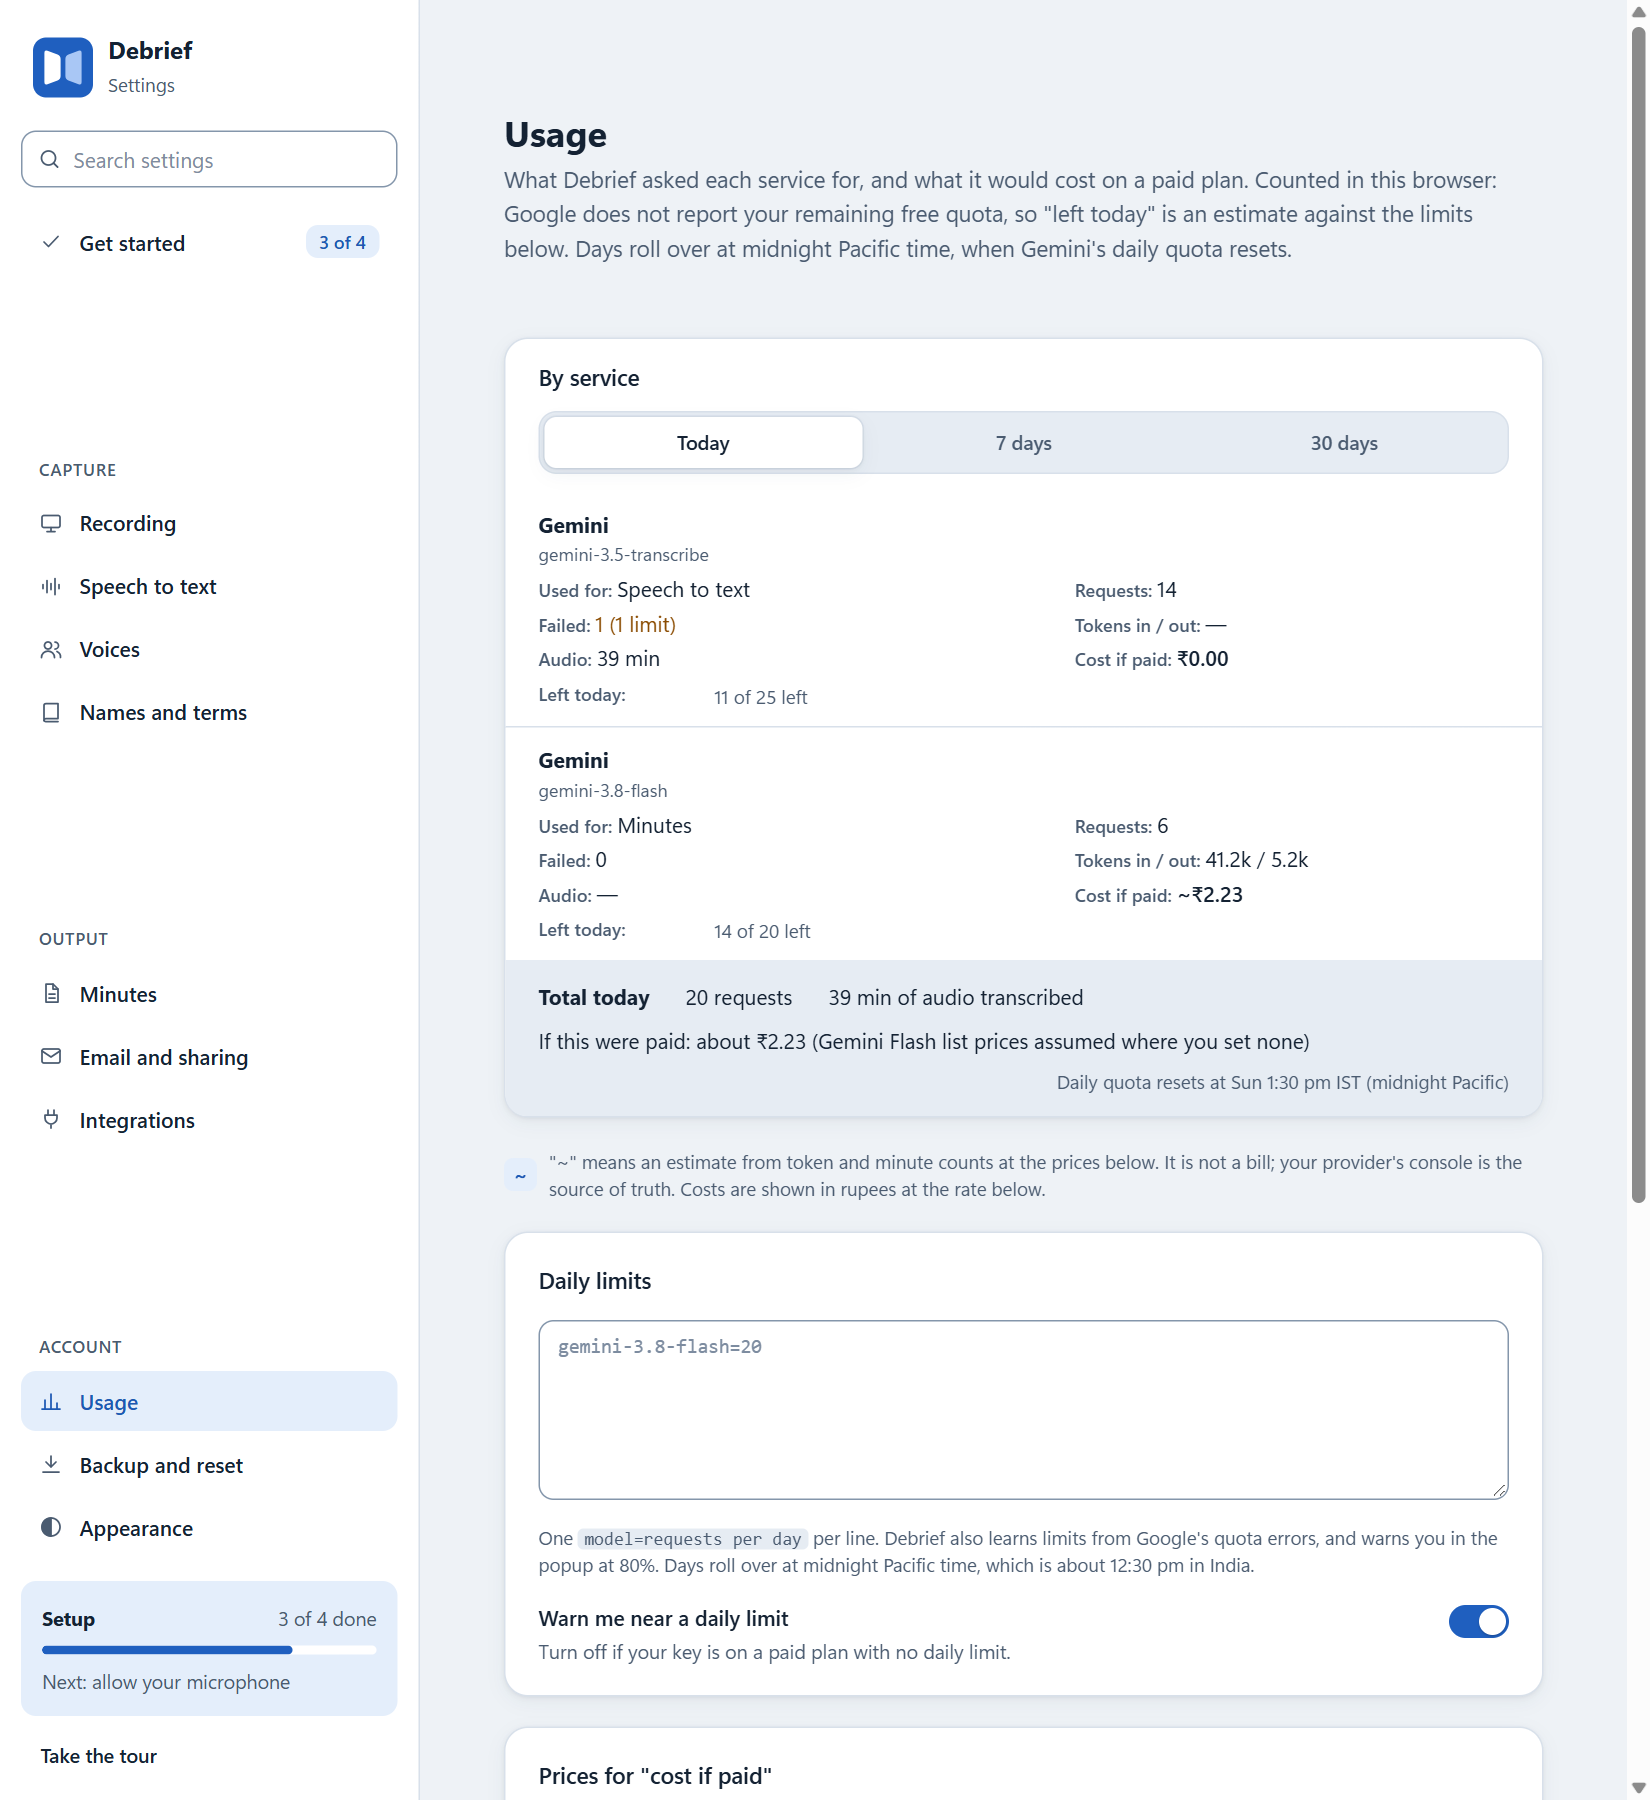 Debrief
Settings
Search settings
Get started
3 of 4
CAPTURE
Recording
Speech to text
Voices
Names and terms
OUTPUT
Minutes
Email and sharing
Integrations
ACCOUNT
Usage
Backup and reset
Appearance
Setup
3 of 4 done
Next: allow your microphone
Take the tour
Usage
What Debrief asked each service for, and what it would cost on a paid plan. Counted in this browser:
Google does not report your remaining free quota, so "left today" is an estimate against the limits
below. Days roll over at midnight Pacific time, when Gemini's daily quota resets.
By service
Today
7 days
30 days
Gemini
gemini-3.5-transcribe
Used for: Speech to text
Requests: 14
Failed: 1 (1 limit)
Tokens in / out: —
Audio: 39 min
Cost if paid: ₹0.00
Left today: 11 of 25 left
Gemini
gemini-3.8-flash
Used for: Minutes
Requests: 6
Failed: 0
Tokens in / out: 41.2k / 5.2k
Audio: —
Cost if paid: ~₹2.23
Left today: 14 of 20 left
Total today 20 requests 39 min of audio transcribed
If this were paid: about ₹2.23 (Gemini Flash list prices assumed where you set none)
Daily quota resets at Sun 1:30 pm IST (midnight Pacific)
~
"~" means an estimate from token and minute counts at the prices below. It is not a bill; your provider's console is the
source of truth. Costs are shown in rupees at the rate below.
Daily limits
gemini-3.8-flash=20
One model=requests per day per line. Debrief also learns limits from Google's quota errors, and warns you in the
popup at 80%. Days roll over at midnight Pacific time, which is about 12:30 pm in India.
Warn me near a daily limit
Turn off if your key is on a paid plan with no daily limit.
Prices for "cost if paid"